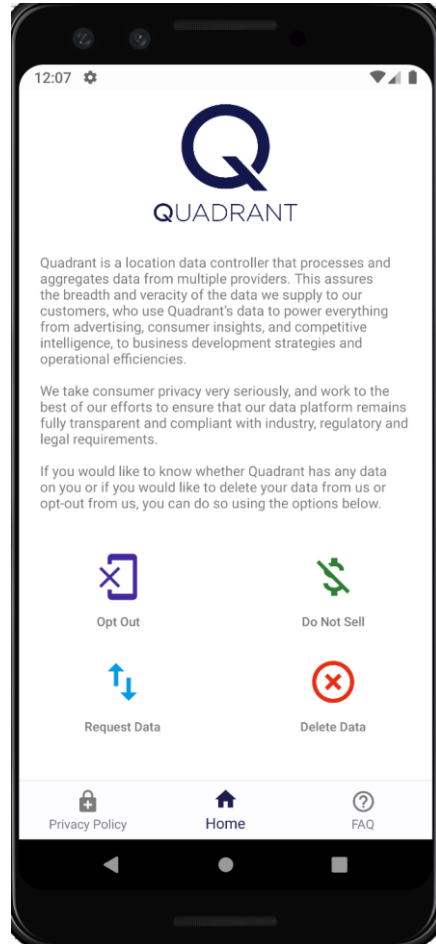 12:07
QUADRANT
Quadrant is a location data controller that processes and
aggregates data from multiple providers. This assures
the breadth and veracity of the data we supply to our
customers, who use Quadrant's data to power everything
from advertising, consumer insights, and competitive
intelligence, to business development strategies and
operational efficiencies.
We take consumer privacy very seriously, and work to the
best of our efforts to ensure that our data platform remains
fully transparent and compliant with industry, regulatory and
legal requirements.
If you would like to know whether Quadrant has any data
on you or if you would like to delete your data from us or
opt-out from us, you can do so using the options below.
Opt Out
Do Not Sell
Request Data
Delete Data
Privacy Policy
Home
FAQ